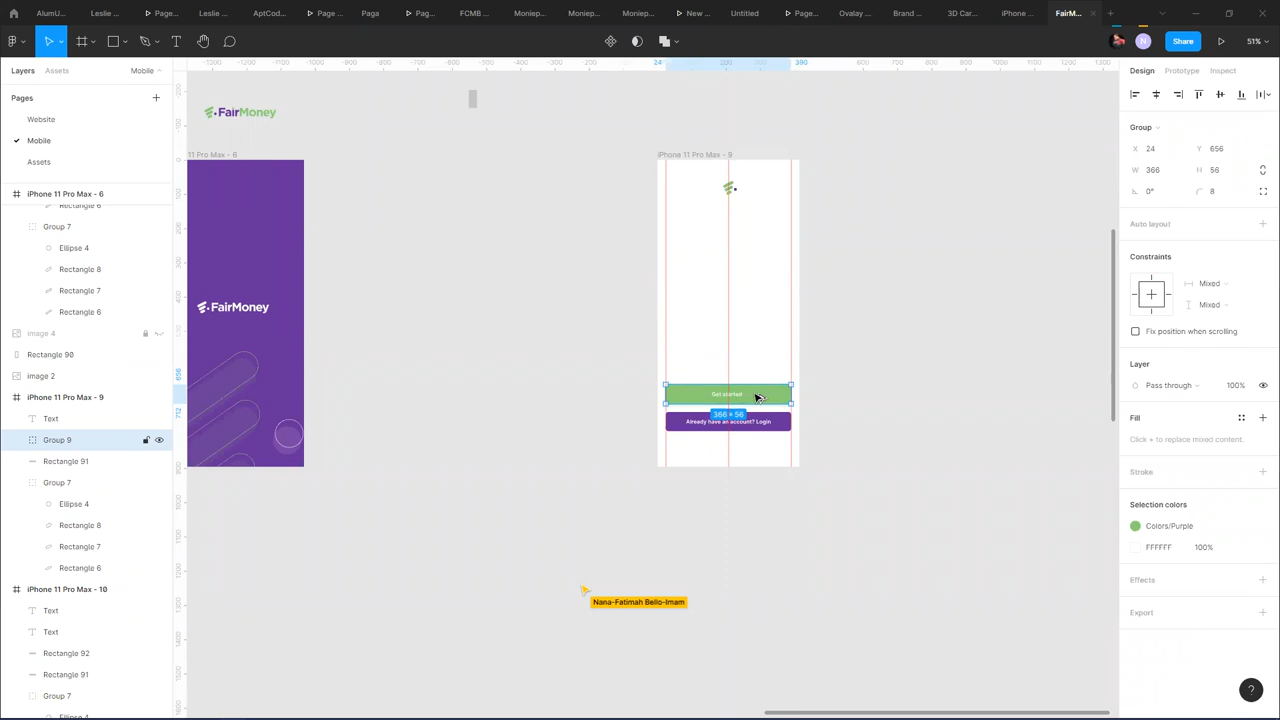 AlumU...
Leslie ...
Page...
Leslie ...
AptCod...
Page ...
Paga
Pag...
FCMB ...
Moniep...
Moniep...
Moniep...
New ...
Untitled
Page...
Ovalay ...
Brand ...
3D Car...
iPhone ...
FairM...
N
Share
51%
Layers
Assets
Mobile
Pages
Website
Mobile
Assets
iPhone 11 Pro Max - 6
Rectangle 6
Group 7
Ellipse 4
Rectangle 8
Rectangle 7
Rectangle 6
image 4
Rectangle 90
image 2
iPhone 11 Pro Max - 9
Text
Group 9
Rectangle 91
Group 7
Ellipse 4
Rectangle 8
Rectangle 7
Rectangle 6
iPhone 11 Pro Max - 10
Text
Text
Rectangle 92
Rectangle 91
Group 7
Ellipse 4
FairMoney
11 Pro Max - 6
FairMoney
iPhone 11 Pro Max - 9
Get started
366 × 56
Already have an account? Login
Nana-Fatimah Bello-Imam
Design
Prototype
Inspect
Group
X 24
Y 656
W 366
H 56
0°
8
Auto layout
Constraints
Mixed
Mixed
Fix position when scrolling
Layer
Pass through
100%
Fill
Click + to replace mixed content.
Stroke
Selection colors
Colors/Purple
FFFFFF 100%
Effects
Export
?